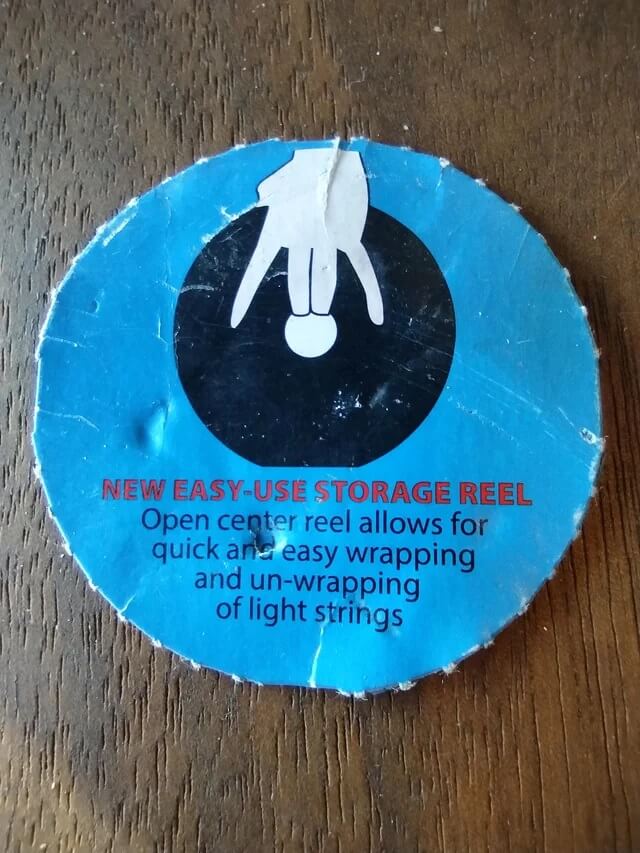 NEW EASY-USE STORAGE REEL
Open center reel allows for
quick and easy wrapping
and un-wrapping
of light strings